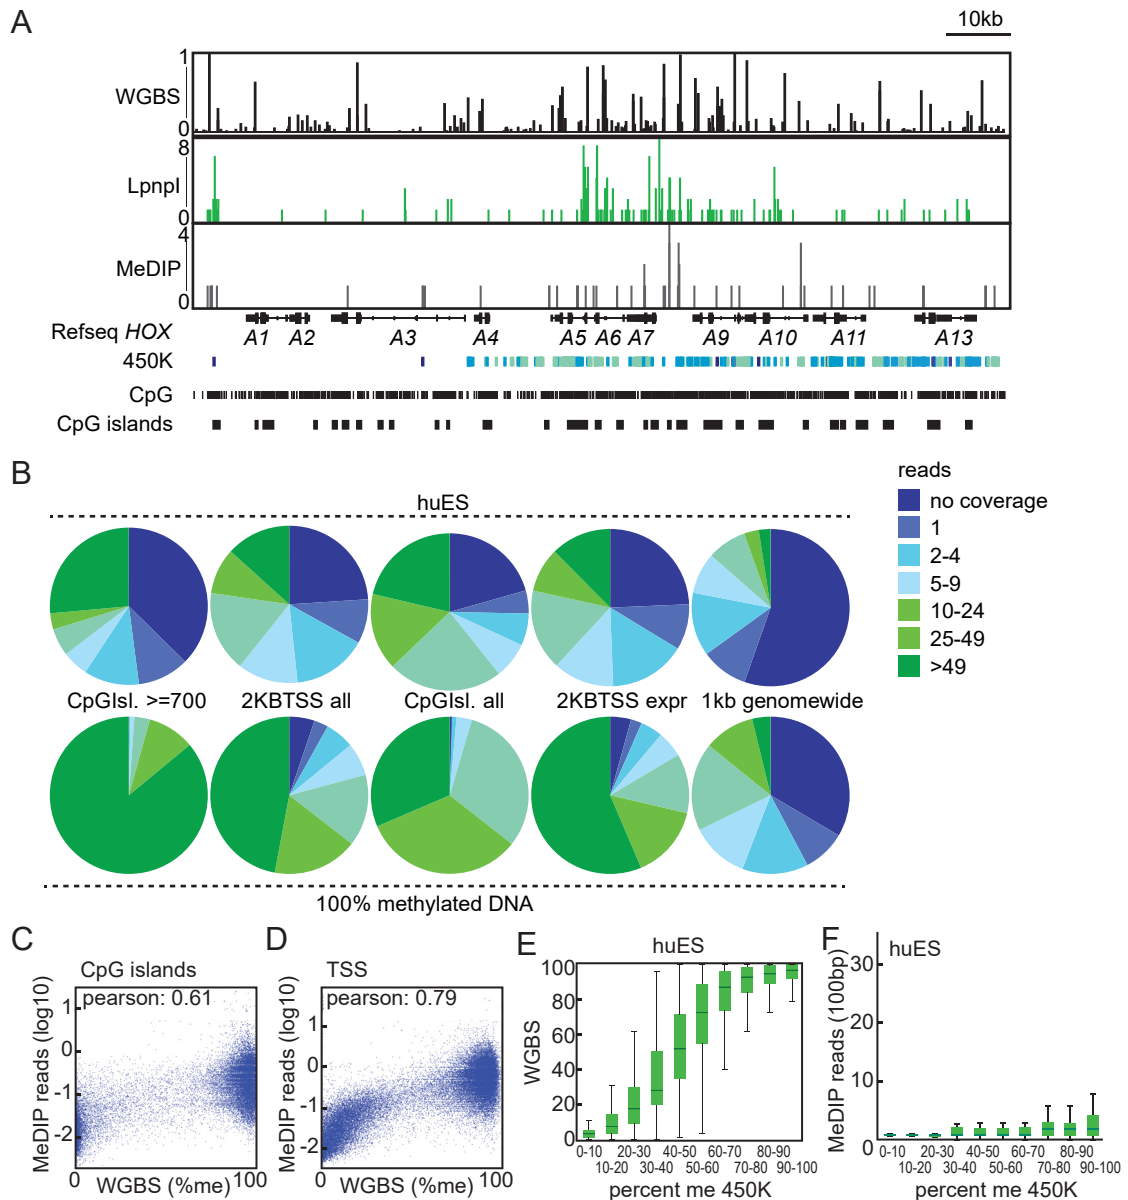 A
10kb
WGBS
1
0
LpnpI
8
0
MeDIP
4
0
Refseq HOX
A1 A2 A3 A4 A5 A6 A7 A9 A10 A11 A13
450K
CpG
CpG islands
B
huES
reads
no coverage
1
2-4
5-9
10-24
25-49
>49
CpGIsl. >=700 2KBTSS all CpGIsl. all 2KBTSS expr 1kb genomewide
100% methylated DNA
C
CpG islands
pearson: 0.61
MeDIP reads (log10)
1
0
-1
-2
0 WGBS (%me) 100
D
TSS
pearson: 0.79
MeDIP reads (log10)
1
0
-1
-2
0 WGBS (%me) 100
E
huES
WGBS
100
80
60
40
20
0
0-10 20-30 40-50 60-70 80-90
10-20 30-40 50-60 70-80 90-100
percent me 450K
F
huES
MeDIP reads (100bp)
30
20
10
0
0-10 20-30 40-50 60-70 80-90
10-20 30-40 50-60 70-80 90-100
percent me 450K